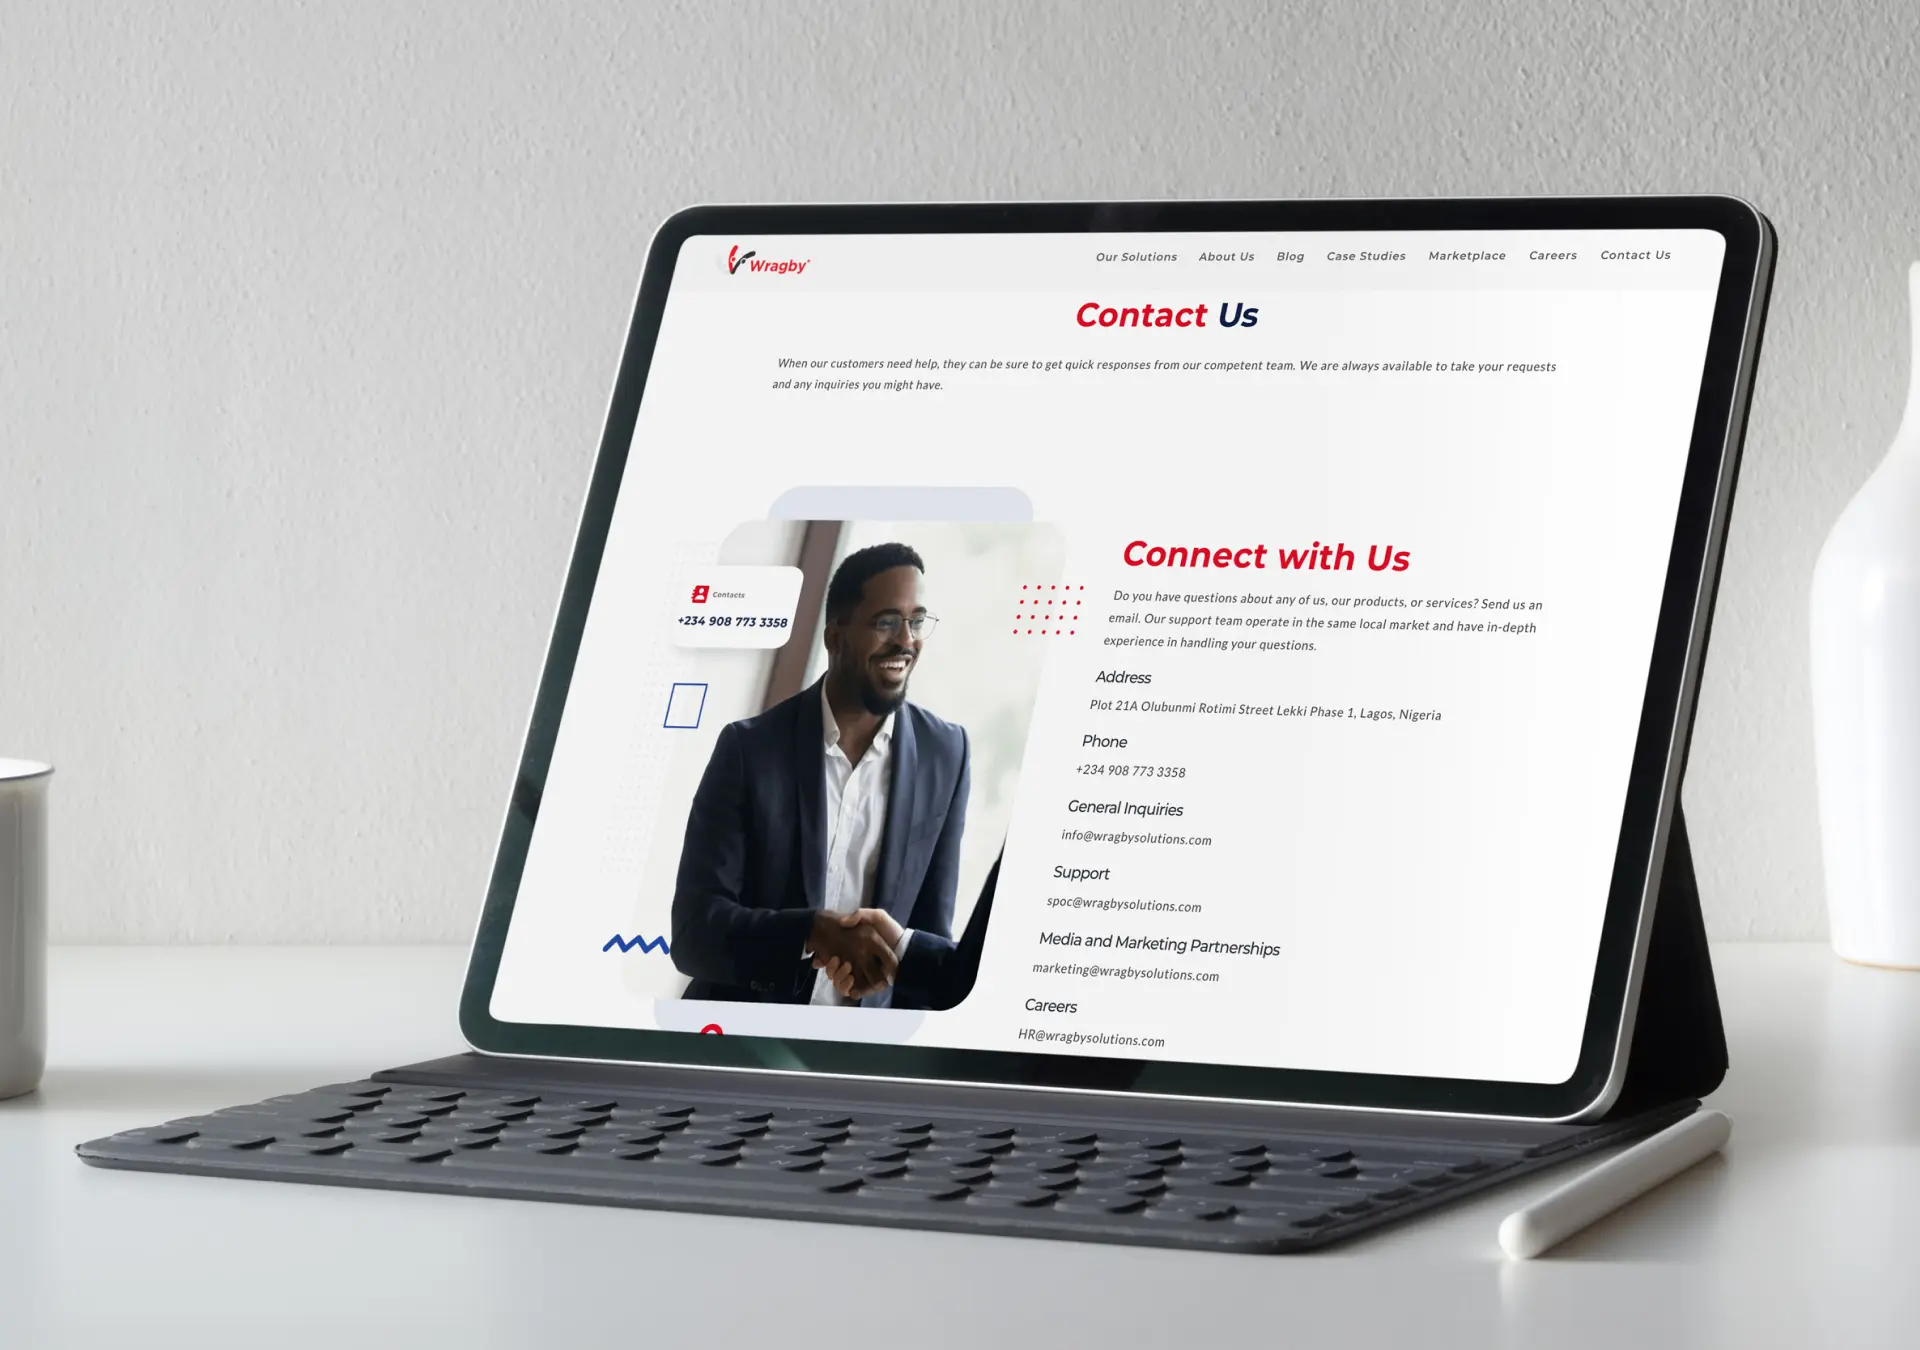 Wragby
Our Solutions
About Us
Blog
Case Studies
Marketplace
Careers
Contact Us
Contact Us
When our customers need help, they can be sure to get quick responses from our competent team. We are always available to take your requests
and any inquiries you might have.
Contacts
+234 908 773 3358
Connect with Us
Do you have questions about any of us, our products, or services? Send us an
email. Our support team operate in the same local market and have in-depth
experience in handling your questions.
Address
Plot 21A Olubunmi Rotimi Street Lekki Phase 1, Lagos, Nigeria
Phone
+234 908 773 3358
General Inquiries
info@wragbysolutions.com
Support
spoc@wragbysolutions.com
Media and Marketing Partnerships
marketing@wragbysolutions.com
Careers
HR@wragbysolutions.com